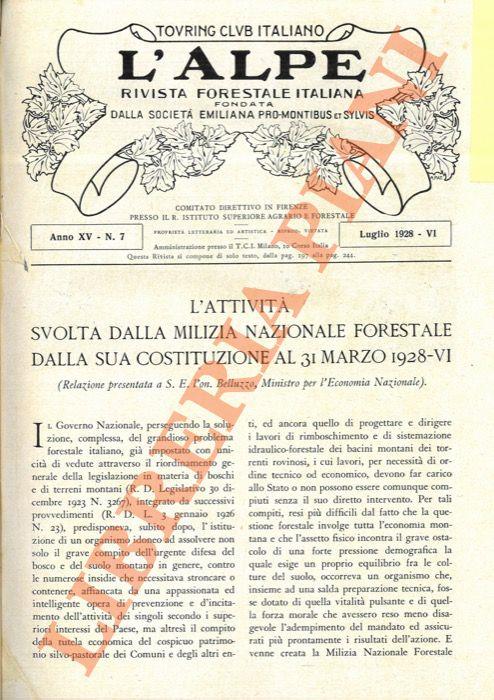 TOVRING CLVB ITALIANO
L'ALPE
RIVISTA FORESTALE ITALIANA
FONDATA
DALLA SOCIETÁ EMILIANA PRO·MONTIBUS ET SYLVIS
COMITATO DIRETTIVO IN FIRENZE
PRESSO IL R. ISTITUTO SUPERIORE AGRARIO E FORESTALE
Anno XV - N. 7
PROPRIETÀ LETTERARIA ED ARTISTICA - RIPROD. VIETATA
Luglio 1928 - VI
Amministrazione presso il T.C.I. Milano, 10 Corso Italia
Questa Rivista si compone di solo testo, dalla pag. 297 alla pag. 244.
L'ATTIVITÀ
SVOLTA DALLA MILIZIA NAZIONALE FORESTALE
DALLA SUA COSTITUZIONE AL 31 MARZO 1928-VI
(Relazione presentata a S. E. l'on. Belluzzo, Ministro per l'Economia Nazionale).
IL Governo Nazionale, perseguendo la solu-
zione, complessa, del grandioso problema
forestale italiano, già impostato con uni-
cità di vedute attraverso il riordinamento ge-
nerale della legislazione in materia di boschi
e di terreni montani (R. D. Legislativo 30 di-
cembre 1923 N. 3267), integrato da successivi
provvedimenti (R. D. L. 3 gennaio 1926
N. 23), predisponeva, subito dopo, l'istitu-
zione di un organo atto ad assolvere non
solo il grave compito dell'urgente difesa del
bosco e del suolo montano in genere, contro
le numerose insidie che necessitava stroncare o
contenere, affiancata da una appassionata ed
intelligente opera di prevenzione e d'incita-
mento dell'attività dei singoli secondo i supe-
riori interessi del Paese, ma altresì il compito
della tutela economica del cospicuo patrimo-
nio silvo-pastorale dei Comuni e degli altri en-
ti, ed ancora quello di progettare e dirigere
i lavori di rimboschimento e di sistemazione
idraulico-forestale dei bacini montani dei tor-
renti rovinosi, i cui lavori, per necessità di or-
dine tecnico od economico, devono far carico
allo Stato o non possono essere comunque com-
piuti senza il suo diretto intervento. Per tali
compiti, resi più difficili dal fatto che la que-
stione forestale involge tutta l'economia mon-
tana e che l'assetto fisico incontra il grave osta-
colo di una forte pressione demografica la
quale esige un proprio equilibrio fra le col-
ture del suolo, occorreva un organismo che,
insieme ad una salda preparazione tecnica, fos-
se dotato di quella vitalità pulsante e di quel-
la forza morale che avessero reso meno disa-
gevole l'adempimento del mandato ed assicu-
rati più prontamente i risultati dell'azione. E
venne creata la Milizia Nazionale Forestale
LIBRERIA PIANI